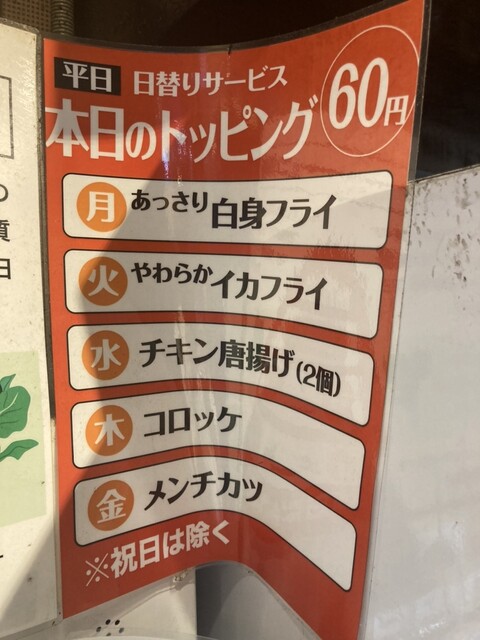 平日 日替りサービス
本日のトッピング 60円
月 あっさり白身フライ
火 やわらかイカフライ
水 チキン唐揚げ(2個)
木 コロッケ
金 メンチカツ
※祝日は除く